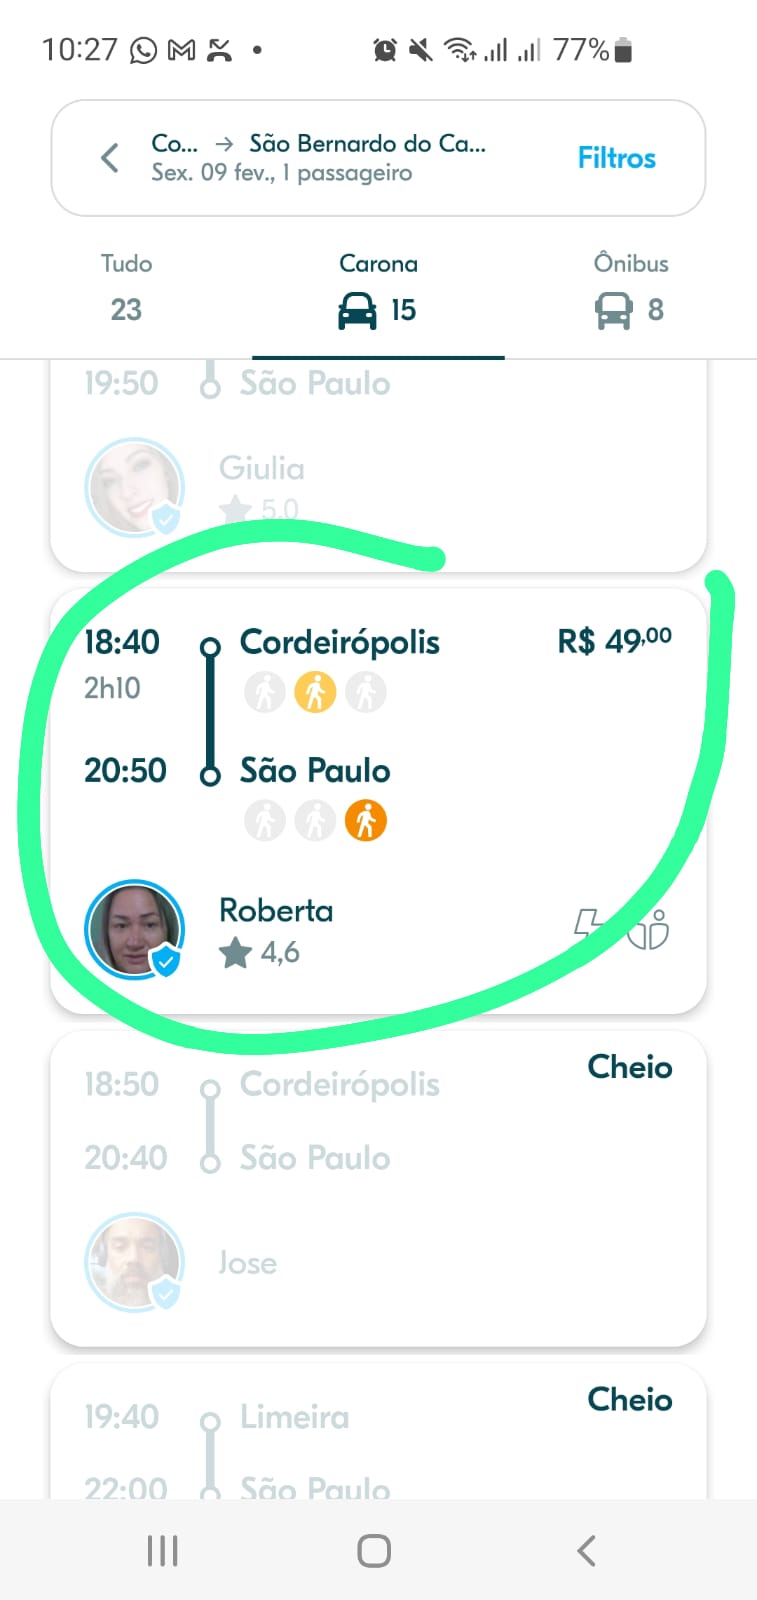 10:27
77%
Co... → São Bernardo do Ca...
Sex. 09 fev., 1 passageiro
Filtros
Tudo
23
Carona
15
Ônibus
8
19:50 São Paulo
Giulia
5,0
18:40 Cordeirópolis R$ 49,00
2h10
20:50 São Paulo
Roberta
4,6
Cheio
18:50 Cordeirópolis
20:40 São Paulo
Jose
Cheio
19:40 Limeira
22:00 São Paulo